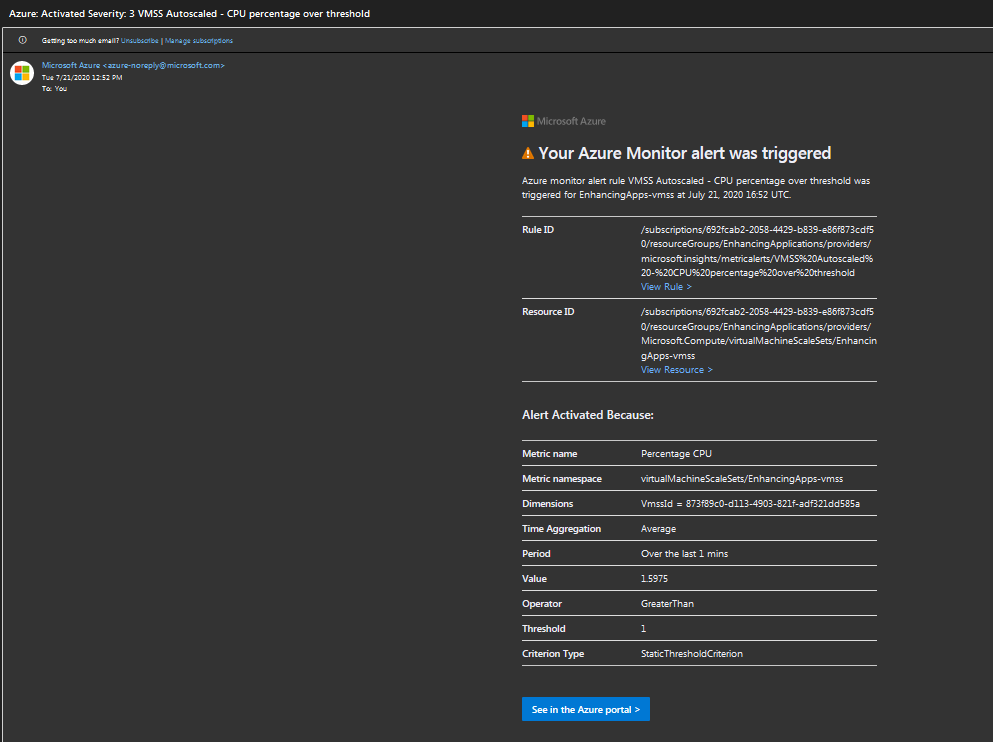 Azure: Activated Severity: 3 VMSS Autoscaled - CPU percentage over threshold
Getting too much email? Unsubscribe | Manage subscriptions
Microsoft Azure <azure-noreply@microsoft.com>
Tue 7/21/2020 12:52 PM
To: You
Microsoft Azure
Your Azure Monitor alert was triggered
Azure monitor alert rule VMSS Autoscaled - CPU percentage over threshold was
triggered for EnhancingApps-vmss at July 21, 2020 16:52 UTC.
Rule ID /subscriptions/692fcab2-2058-4429-b839-e86f873cdf5
0/resourceGroups/EnhancingApplications/providers/
microsoft.insights/metricalerts/VMSS%20Autoscaled%
20-%20CPU%20percentage%20over%20threshold
View Rule >
Resource ID /subscriptions/692fcab2-2058-4429-b839-e86f873cdf5
0/resourceGroups/EnhancingApplications/providers/
Microsoft.Compute/virtualMachineScaleSets/Enhancin
gApps-vmss
View Resource >
Alert Activated Because:
Metric name Percentage CPU
Metric namespace virtualMachineScaleSets/EnhancingApps-vmss
Dimensions VmssId = 873f89c0-d113-4903-821f-adf321dd585a
Time Aggregation Average
Period Over the last 1 mins
Value 1.5975
Operator GreaterThan
Threshold 1
Criterion Type StaticThresholdCriterion
See in the Azure portal >